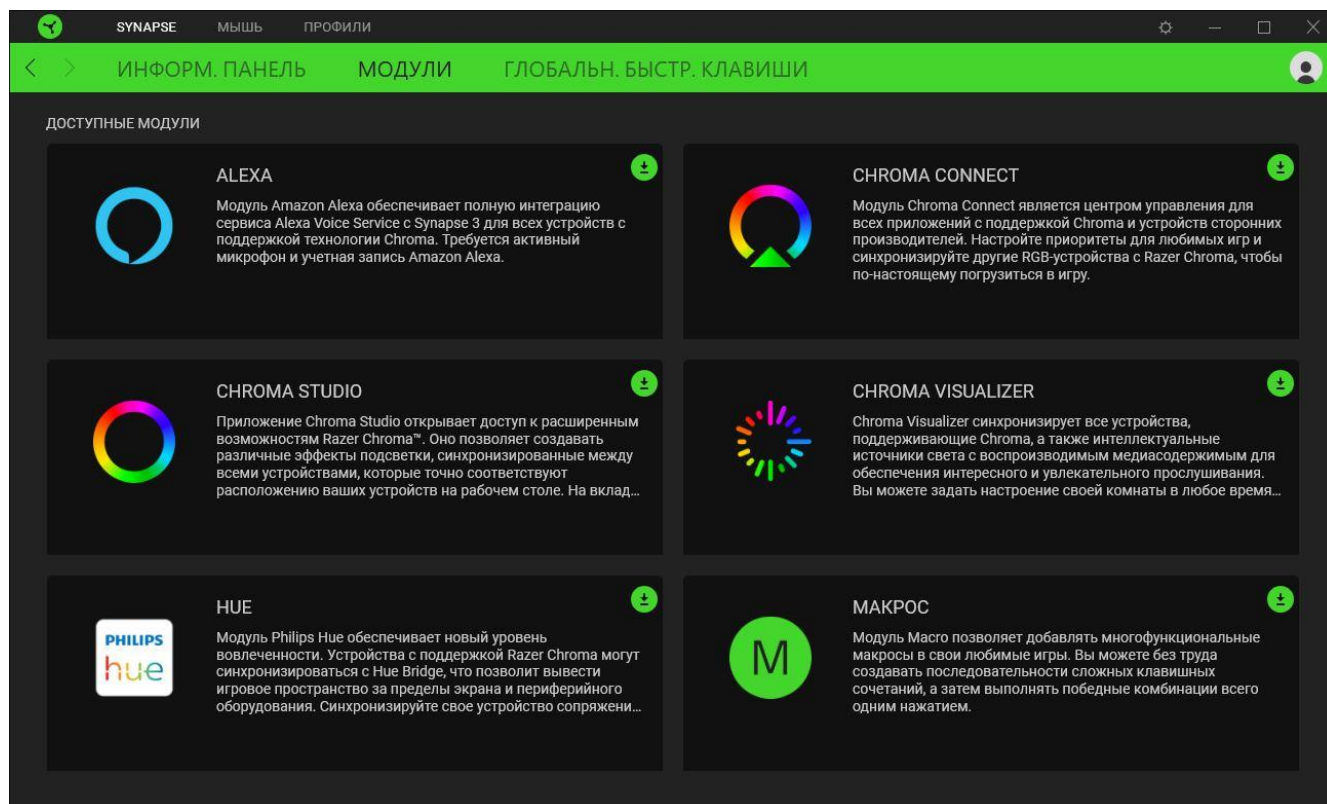 SYNAPSE МЫШЬ ПРОФИЛИ
ИНФОРМ. ПАНЕЛЬ МОДУЛИ ГЛОБАЛЬН. БЫСТР. КЛАВИШИ
ДОСТУПНЫЕ МОДУЛИ
ALEXA
Модуль Amazon Alexa обеспечивает полную интеграцию
сервиса Alexa Voice Service с Synapse 3 для всех устройств с
поддержкой технологии Chroma. Требуется активный
микрофон и учетная запись Amazon Alexa.
CHROMA CONNECT
Модуль Chroma Connect является центром управления для
всех приложений с поддержкой Chroma и устройств сторонних
производителей. Настройте приоритеты для любимых игр и
синхронизируйте другие RGB-устройства с Razer Chroma, чтобы
по-настоящему погрузиться в игру.
CHROMA STUDIO
Приложение Chroma Studio открывает доступ к расширенным
возможностям Razer Chroma™. Оно позволяет создавать
различные эффекты подсветки, синхронизированные между
всеми устройствами, которые точно соответствуют
расположению ваших устройств на рабочем столе. На вклад...
CHROMA VISUALIZER
Chroma Visualizer синхронизирует все устройства,
поддерживающие Chroma, а также интеллектуальные
источники света с воспроизводимым медиасодержимым для
обеспечения интересного и увлекательного прослушивания.
Вы можете задать настроение своей комнаты в любое время...
PHILIPS
hue
HUE
Модуль Philips Hue обеспечивает новый уровень
вовлеченности. Устройства с поддержкой Razer Chroma могут
синхронизироваться с Hue Bridge, что позволит вывести
игровое пространство за пределы экрана и периферийного
оборудования. Синхронизируйте свое устройство сопряжени...
M
МАКРОС
Модуль Macro позволяет добавлять многофункциональные
макросы в свои любимые игры. Вы можете без труда
создавать последовательности сложных клавишных
сочетаний, а затем выполнять победные комбинации всего
одним нажатием.